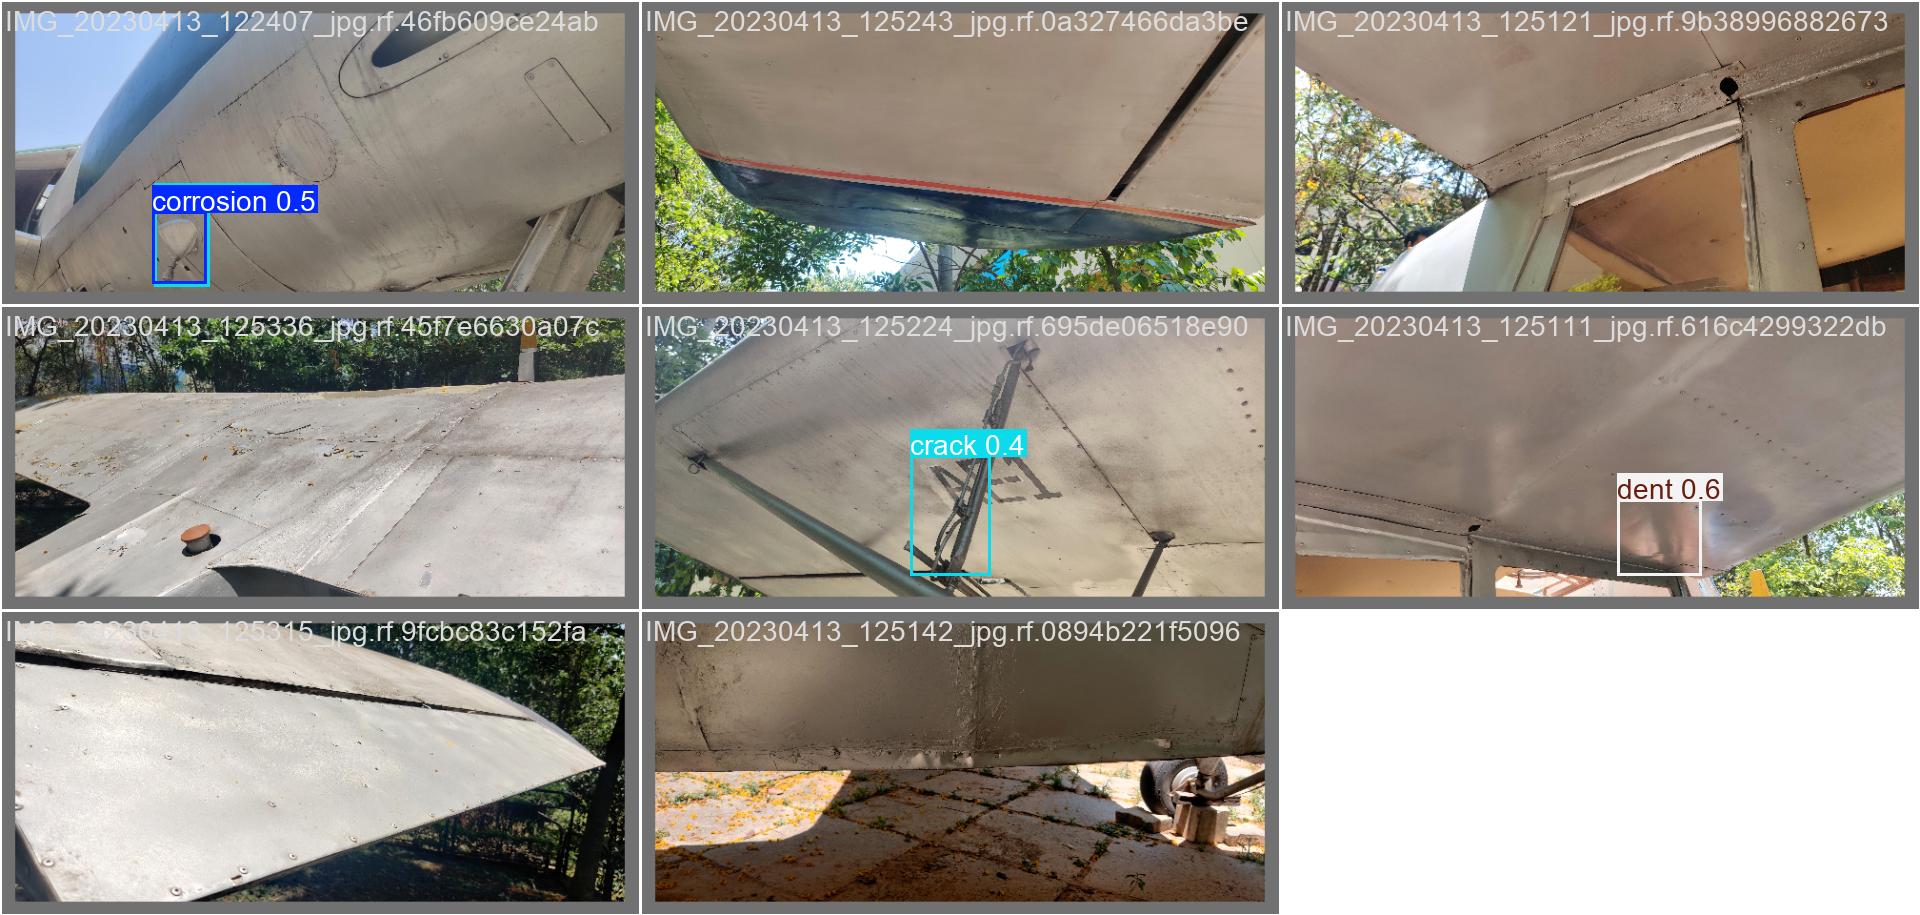 IMG_20230413_122407_jpg.rf.46fb609ce24ab
IMG_20230413_125243_jpg.rf.0a327466da3be
IMG_20230413_125121_jpg.rf.9b38996882673
corrosion 0.5
IMG_20230413_125336_jpg.rf.45f7e6630a07c
IMG_20230413_125224_jpg.rf.695de06518e90
IMG_20230413_125111_jpg.rf.616c4299322db
crack 0.4
dent 0.6
IMG_20230413_125315_jpg.rf.9fcbc83c152fa
IMG_20230413_125142_jpg.rf.0894b221f5096